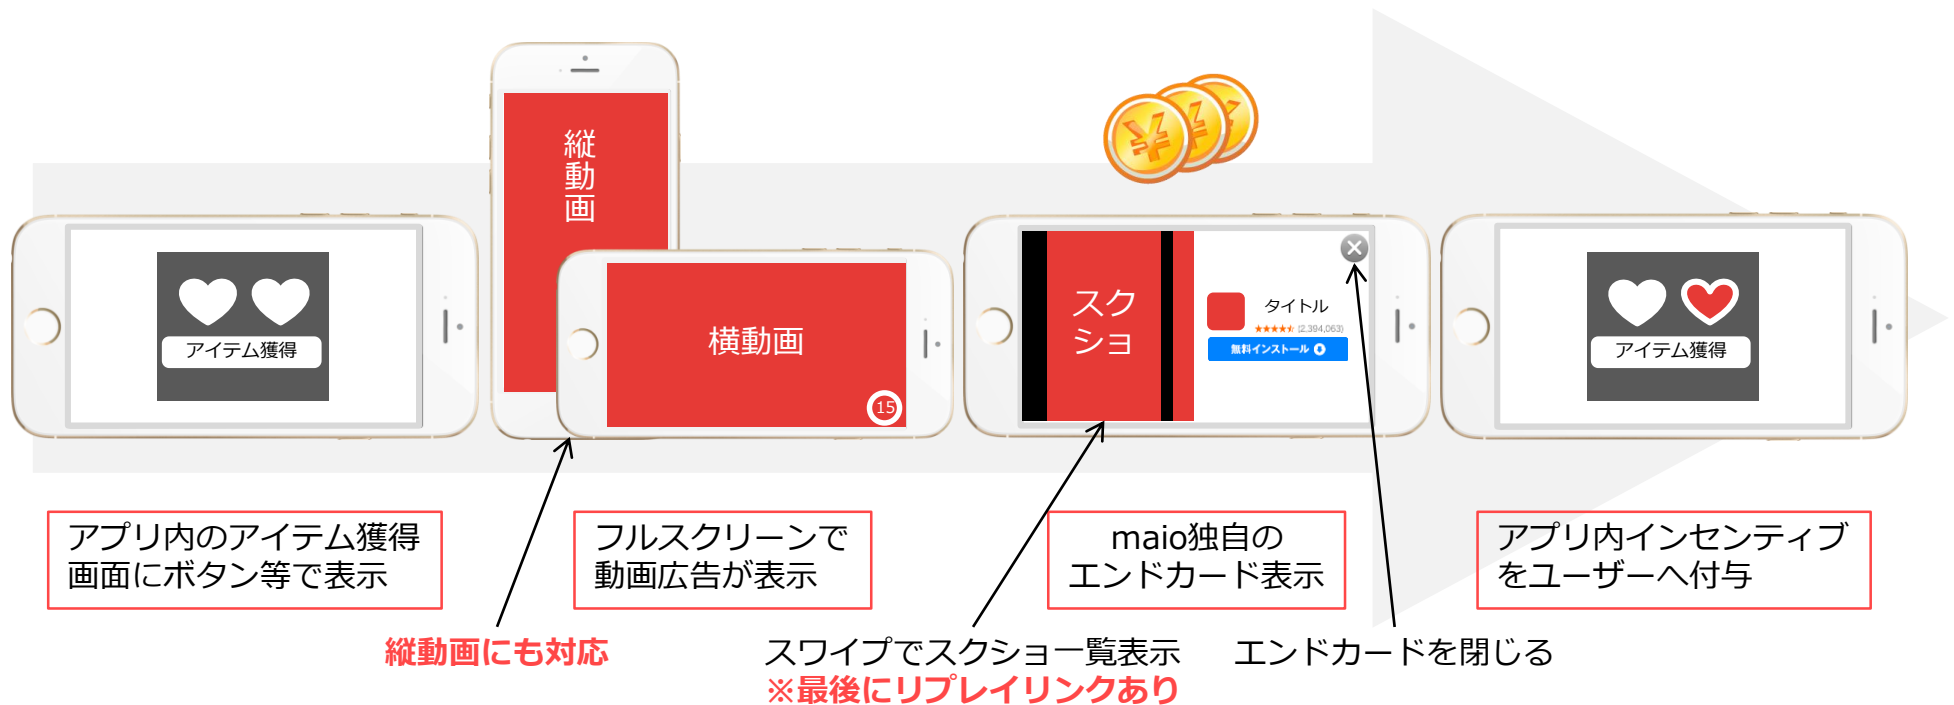 縦動画
アイテム獲得
横動画
15
スク
ショ
タイトル
(2,394,063)
無料インストール
アイテム獲得
アプリ内のアイテム獲得
画面にボタン等で表示
フルスクリーンで
動画広告が表示
maio独自の
エンドカード表示
アプリ内インセンティブ
をユーザーへ付与
縦動画にも対応
スワイプでスクショ一覧表示
※最後にリプレイリンクあり
エンドカードを閉じる